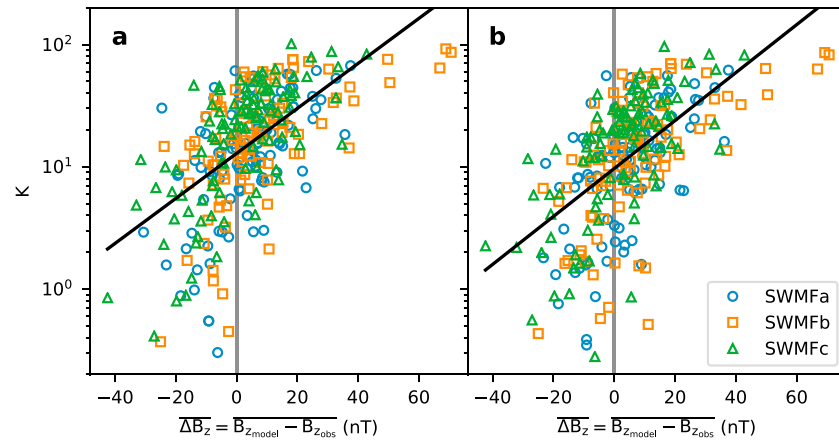 a
b
10²
10¹
10⁰
K
SWMFa
SWMFb
SWMFc
−40 −20 0 20 40 60 −40 −20 0 20 40 60
ΔB_z = B_z_model − B_z_obs (nT) ΔB_z = B_z_model − B_z_obs (nT)